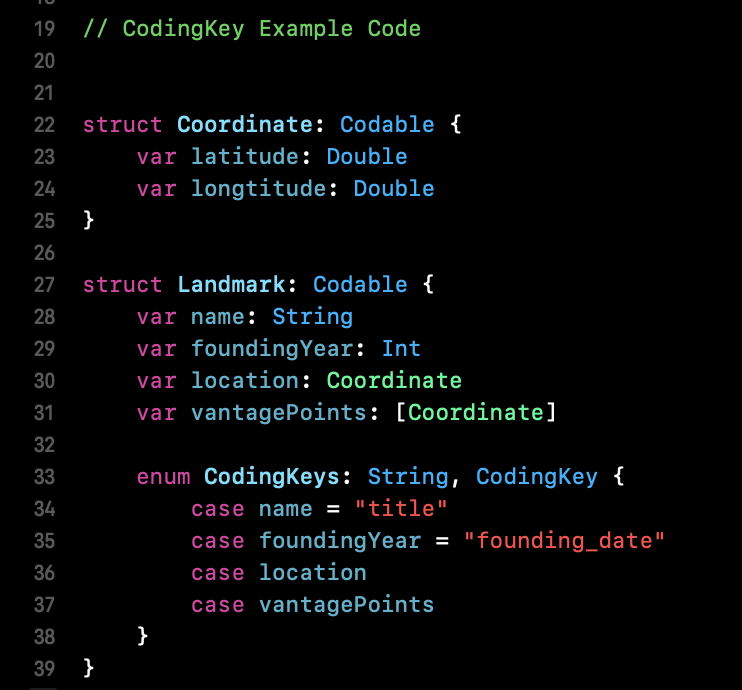 19 // CodingKey Example Code
20
21
22 struct Coordinate: Codable {
23     var latitude: Double
24     var longtitude: Double
25 }
26
27 struct Landmark: Codable {
28     var name: String
29     var foundingYear: Int
30     var location: Coordinate
31     var vantagePoints: [Coordinate]
32
33     enum CodingKeys: String, CodingKey {
34         case name = "title"
35         case foundingYear = "founding_date"
36         case location
37         case vantagePoints
38     }
39 }